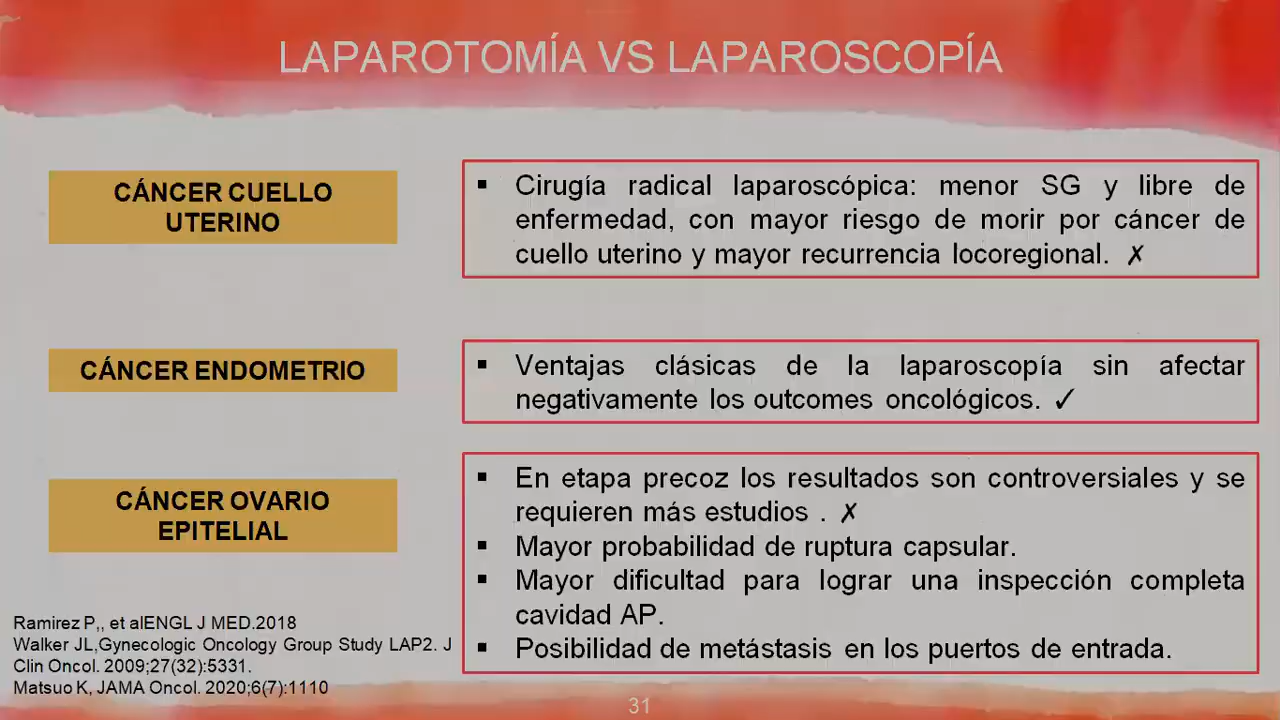 LAPAROTOMÍA VS LAPAROSCOPÍA
CÁNCER CUELLO
UTERINO
▪ Cirugía radical laparoscópica: menor SG y libre de
enfermedad, con mayor riesgo de morir por cáncer de
cuello uterino y mayor recurrencia locoregional. ✗
CÁNCER ENDOMETRIO
▪ Ventajas clásicas de la laparoscopía sin afectar
negativamente los outcomes oncológicos. ✓
CÁNCER OVARIO
EPITELIAL
▪ En etapa precoz los resultados son controversiales y se
requieren más estudios . ✗
▪ Mayor probabilidad de ruptura capsular.
▪ Mayor dificultad para lograr una inspección completa
cavidad AP.
▪ Posibilidad de metástasis en los puertos de entrada.
Ramirez P,, et alENGL J MED.2018
Walker JL,Gynecologic Oncology Group Study LAP2. J
Clin Oncol. 2009;27(32):5331.
Matsuo K, JAMA Oncol. 2020;6(7):1110
31